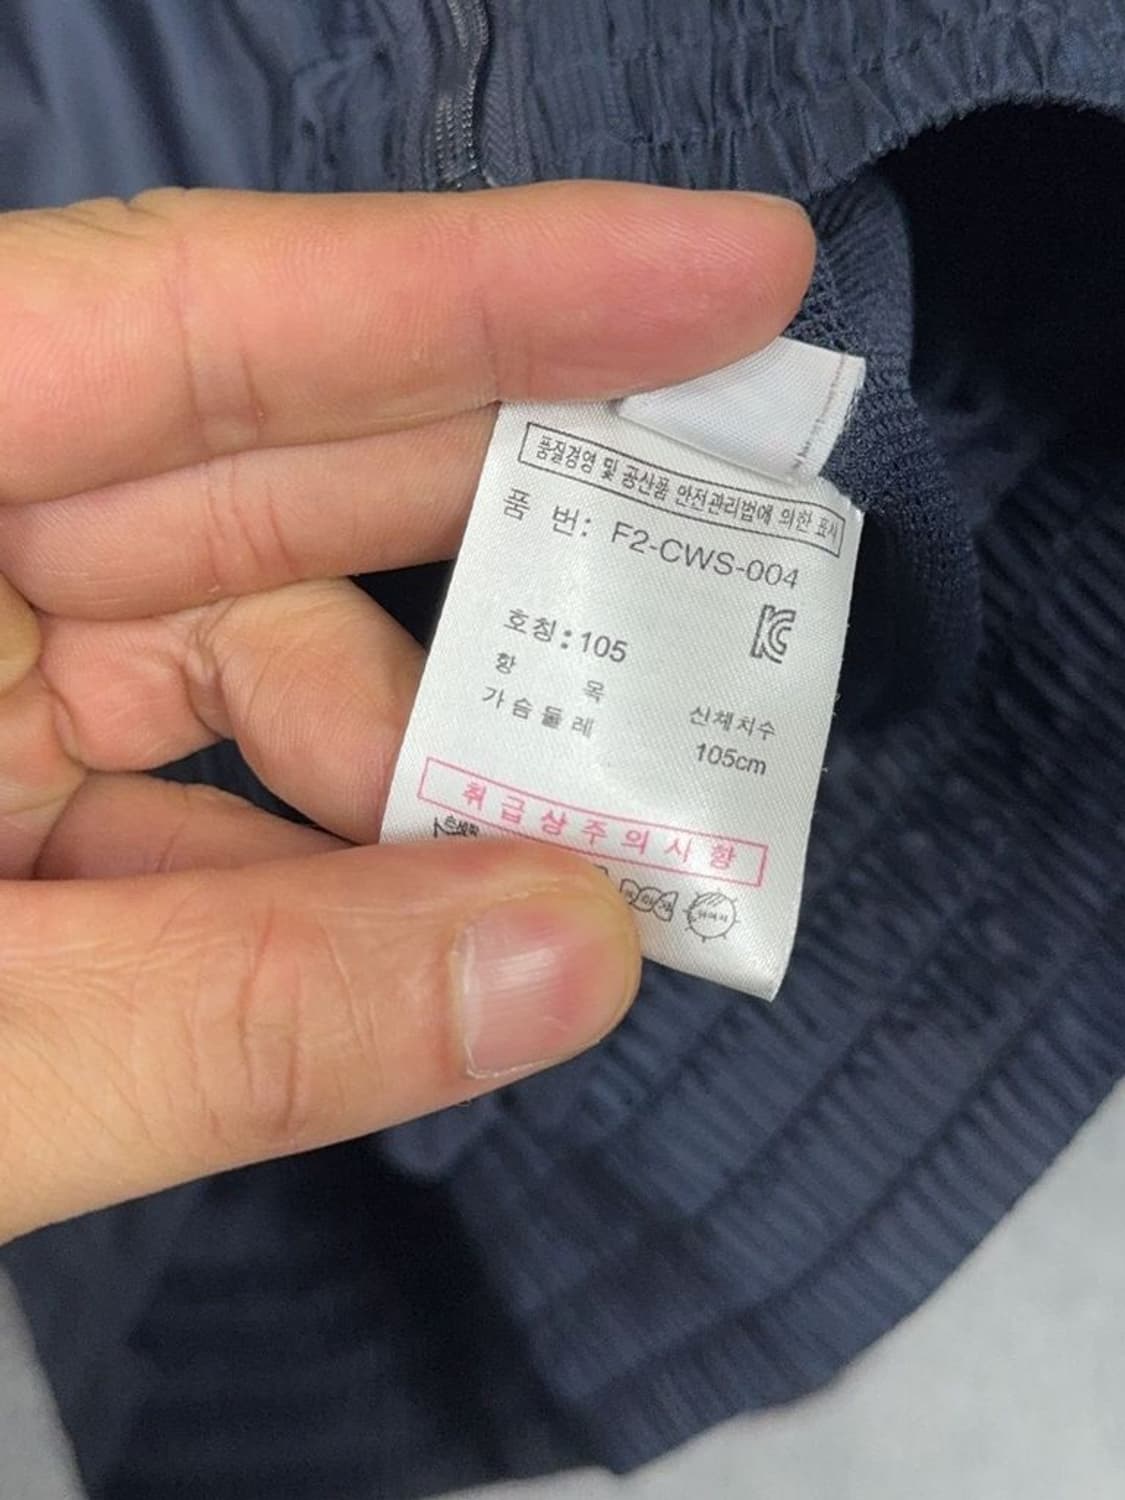 품질경영 및 공산품 안전관리법에 의한 표시
품 번: F2-CWS-004
KC
호칭:105
항 목 신체치수
가슴둘레 105cm
취급상주의사항